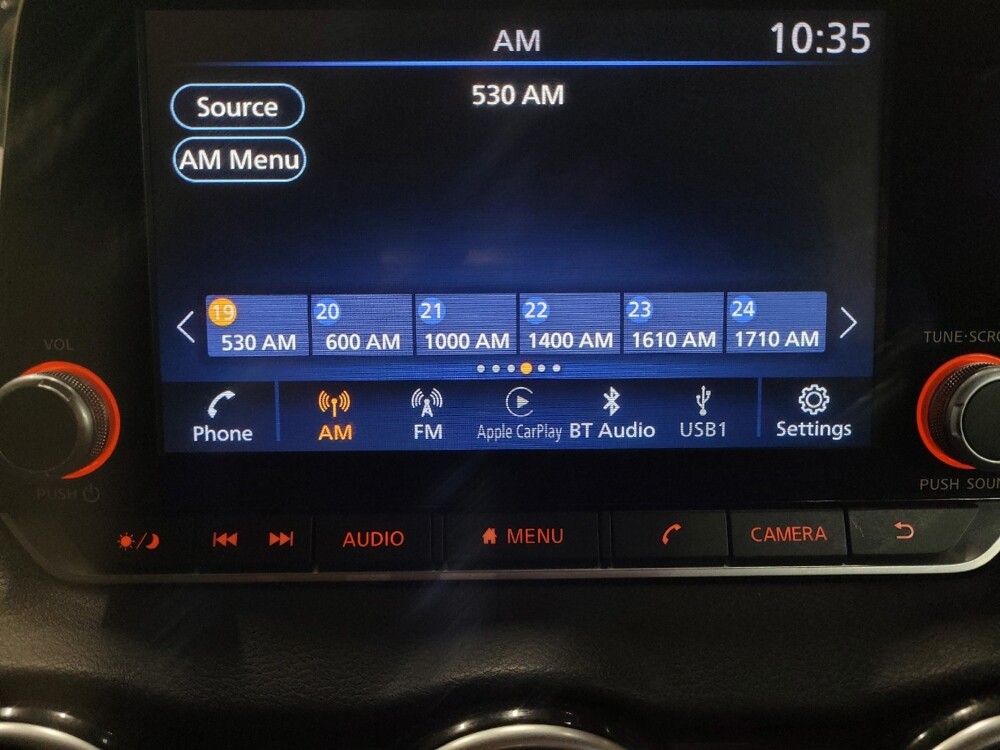 AM
10:35
Source
530 AM
AM Menu
19
20
21
22
23
24
530 AM
600 AM
1000 AM
1400 AM
1610 AM
1710 AM
VOL
TUNE·SCRO
Phone
AM
FM
Apple CarPlay
BT Audio
USB1
Settings
PUSH
PUSH SOUN
AUDIO
MENU
CAMERA